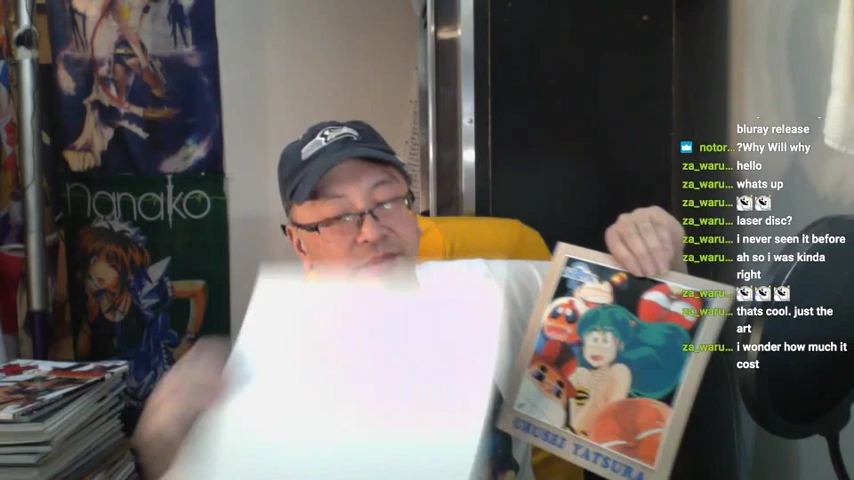 nanako
URUSEI YATSURA
bluray release
notor... ?Why Will why
za_waru... hello
za_waru... whats up
za_waru...
za_waru... laser disc?
za_waru... i never seen it before
za_waru... ah so i was kinda
right
za_waru...
za_waru... thats cool. just the
art
za_waru... i wonder how much it
cost